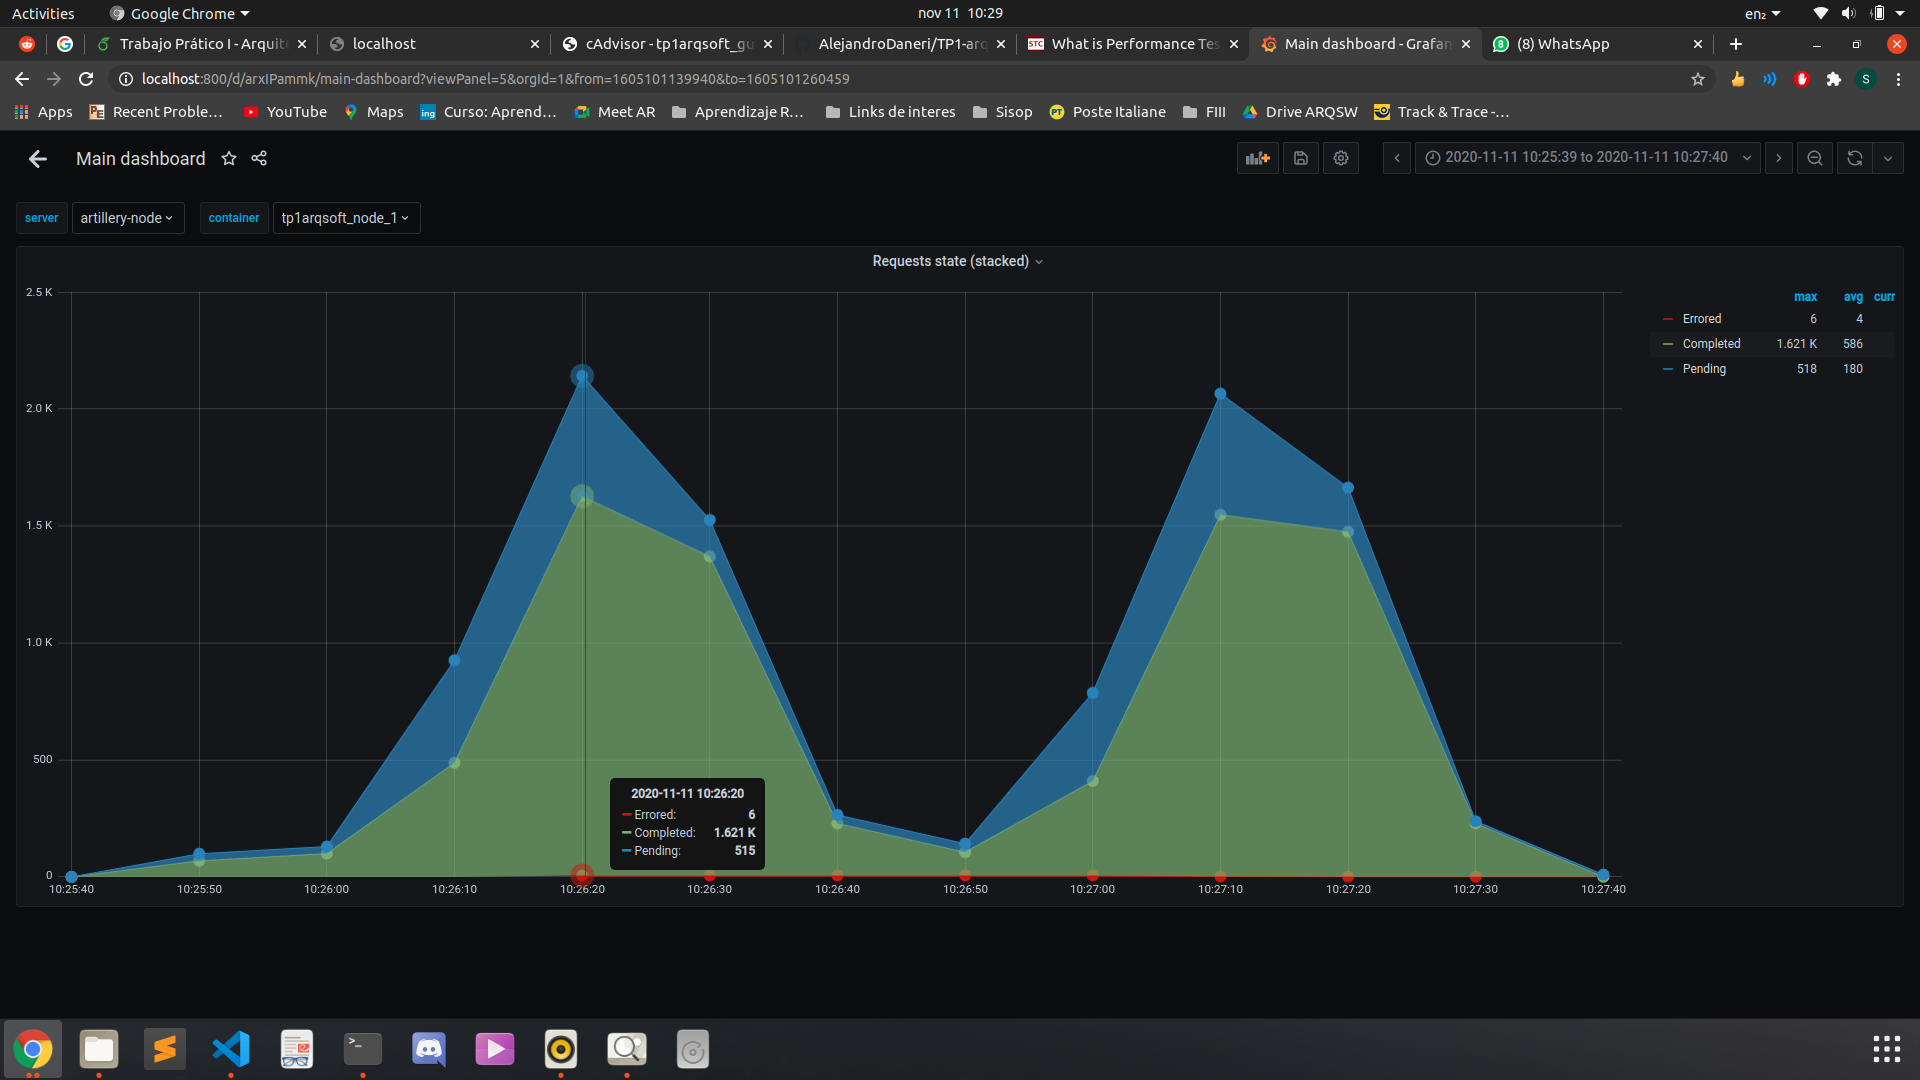 Activities Google Chrome nov 11 10:29 en₂
Trabajo Prático I - Arquite localhost cAdvisor - tp1arqsoft_gu AlejandroDaneri/TP1-arq STC What is Performance Tes Main dashboard - Grafan 8 (8) WhatsApp
localhost:800/d/arxIPammk/main-dashboard?viewPanel=5&orgId=1&from=1605101139940&to=1605101260459 S
Apps Recent Proble… YouTube Maps ing Curso: Aprend… Meet AR Aprendizaje R… Links de interes Sisop PT Poste Italiane FIII Drive ARQSW Track & Trace -…
Main dashboard 2020-11-11 10:25:39 to 2020-11-11 10:27:40
server artillery-node container tp1arqsoft_node_1
Requests state (stacked)
max avg curr
Errored 6 4
Completed 1.621 K 586
Pending 518 180
2.5 K
2.0 K
1.5 K
1.0 K
500
0
2020-11-11 10:26:20
Errored: 6
Completed: 1.621 K
Pending: 515
10:25:40 10:25:50 10:26:00 10:26:10 10:26:20 10:26:30 10:26:40 10:26:50 10:27:00 10:27:10 10:27:20 10:27:30 10:27:40